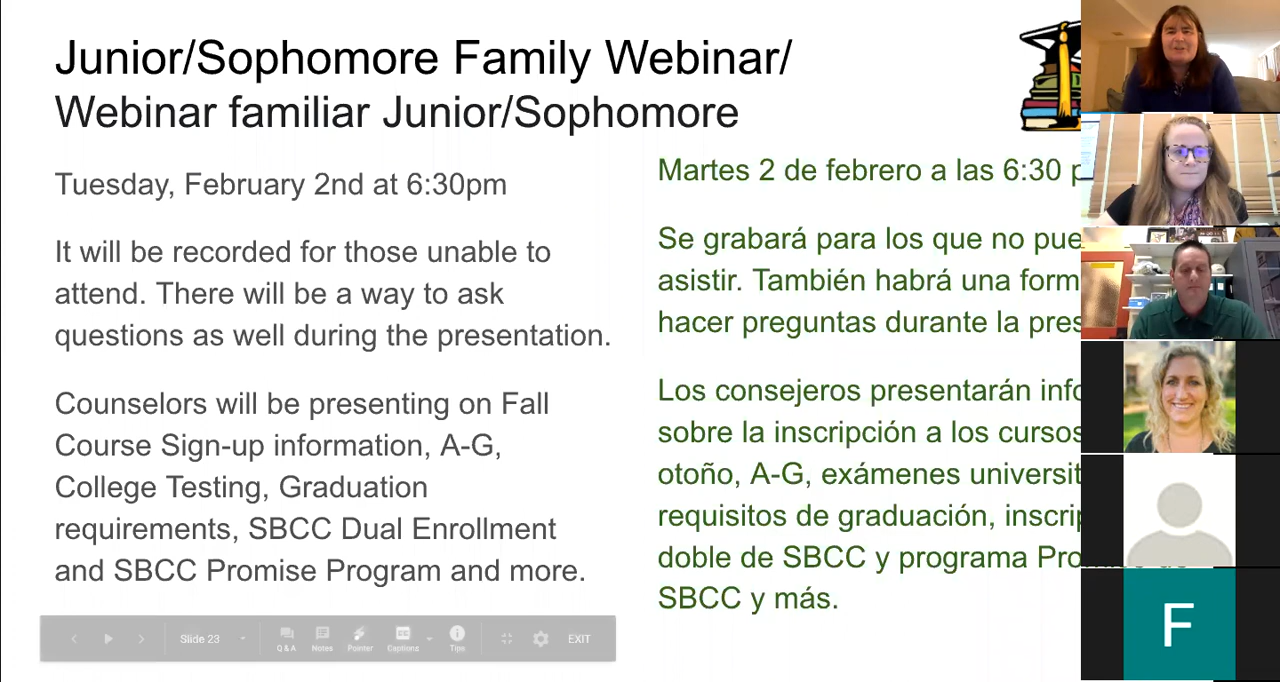 Junior/Sophomore Family Webinar/
Webinar familiar Junior/Sophomore
Tuesday, February 2nd at 6:30pm
It will be recorded for those unable to
attend. There will be a way to ask
questions as well during the presentation.
Counselors will be presenting on Fall
Course Sign-up information, A-G,
College Testing, Graduation
requirements, SBCC Dual Enrollment
and SBCC Promise Program and more.
Martes 2 de febrero a las 6:30
Se grabará para los que no
asistir. También habrá una
hacer preguntas durante la
Los consejeros presentarán
sobre la inscripción a los cursos
otoño, A-G, exámenes
requisitos de graduación,
doble de SBCC y programa
SBCC y más.
Slide 23
Q & A
Notes
Pointer
Captions
Tips
EXIT
F